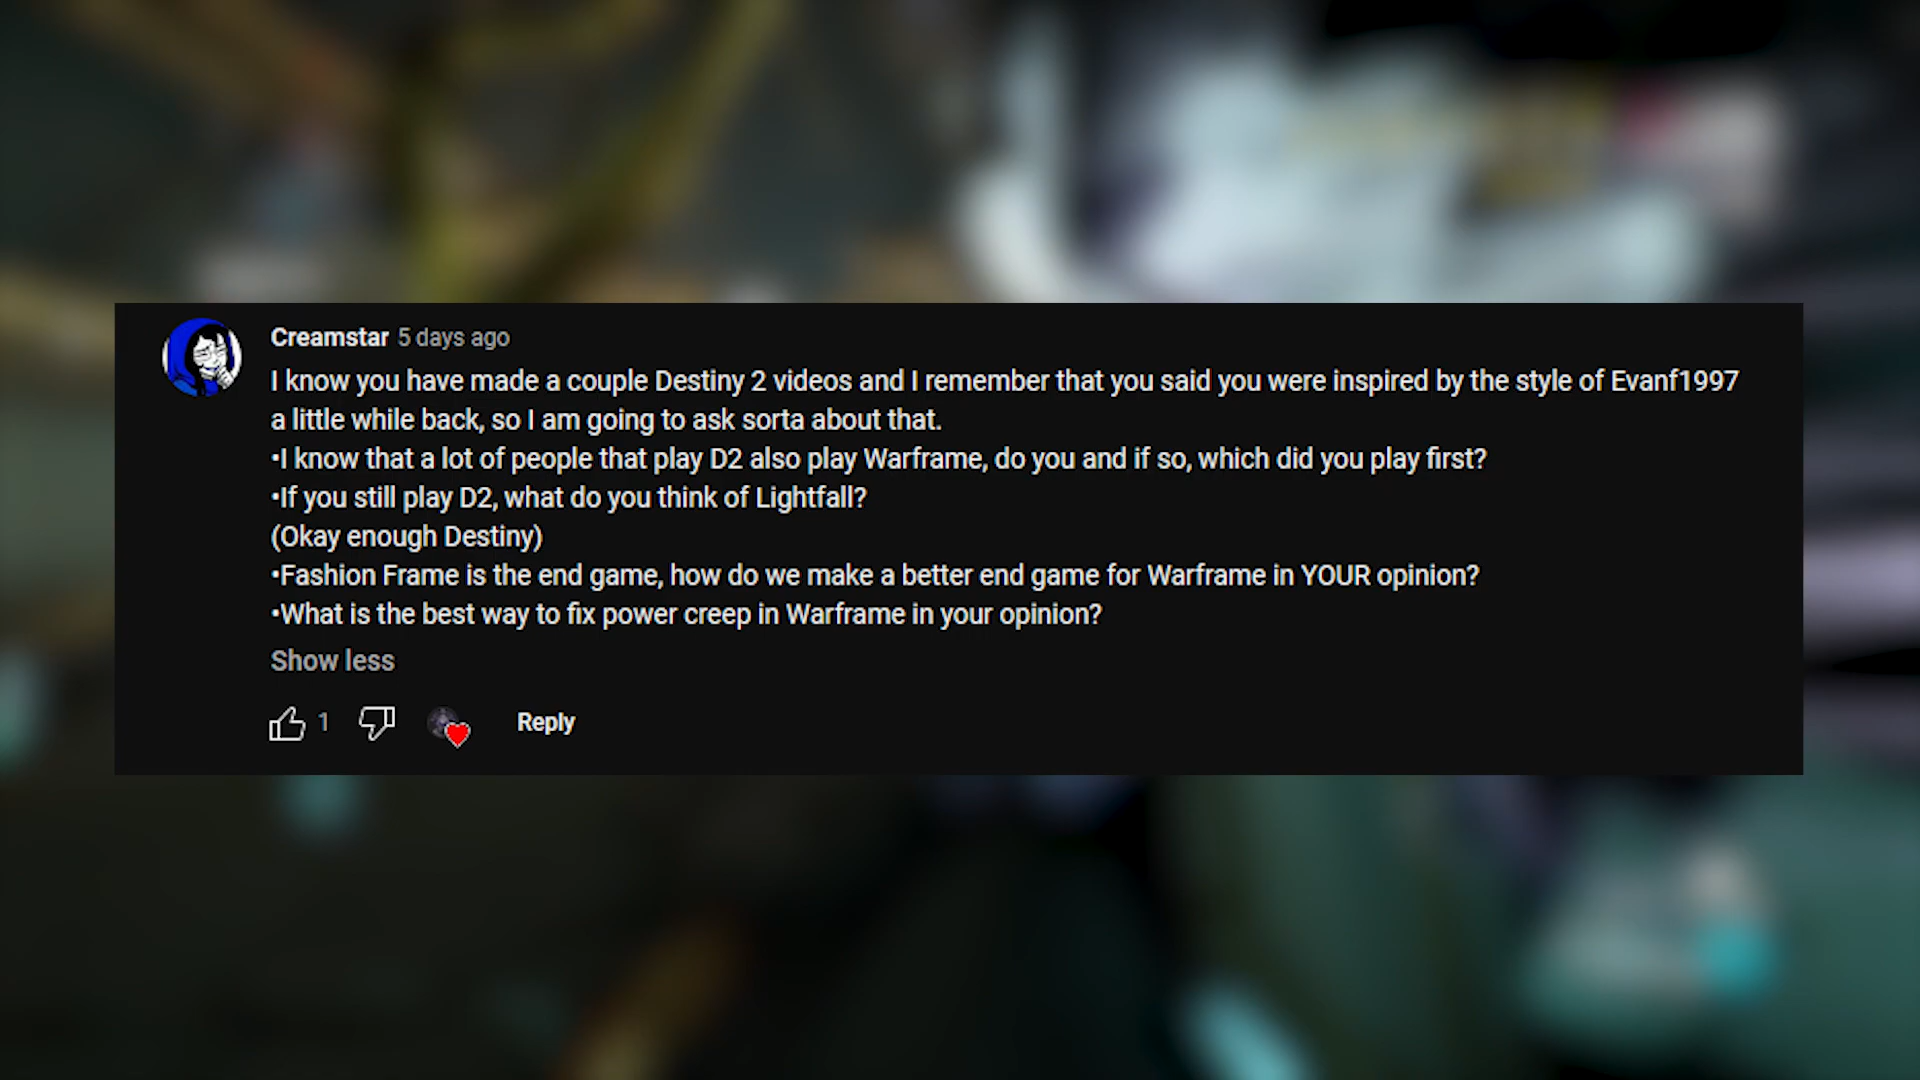 Creamstar 5 days ago
I know you have made a couple Destiny 2 videos and I remember that you said you were inspired by the style of Evanf1997
a little while back, so I am going to ask sorta about that.
•I know that a lot of people that play D2 also play Warframe, do you and if so, which did you play first?
•If you still play D2, what do you think of Lightfall?
(Okay enough Destiny)
•Fashion Frame is the end game, how do we make a better end game for Warframe in YOUR opinion?
•What is the best way to fix power creep in Warframe in your opinion?
Show less
1 Reply